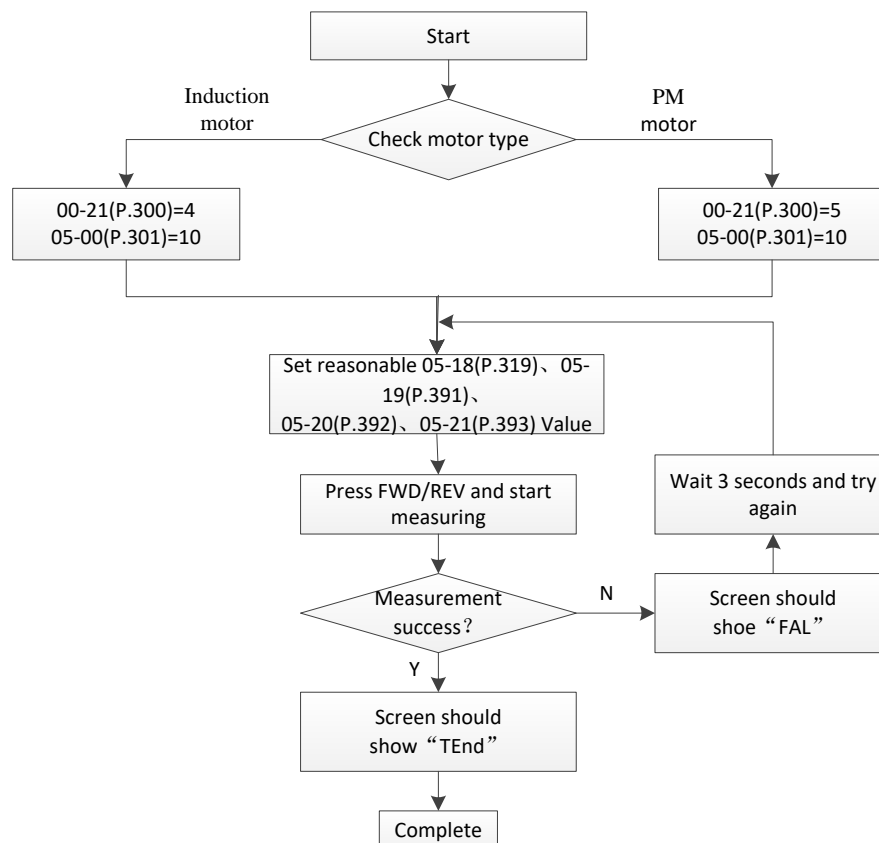 Start
Induction
motor
PM
motor
Check motor type
00-21(P.300)=4
05-00(P.301)=10
00-21(P.300)=5
05-00(P.301)=10
Set reasonable 05-18(P.319)、05-
19(P.391)、
05-20(P.392)、05-21(P.393) Value
Press FWD/REV and start
measuring
Wait 3 seconds and try
again
Measurement
success?
N
Screen should
shoe“FAL”
Y
Screen should
show“TEnd”
Complete